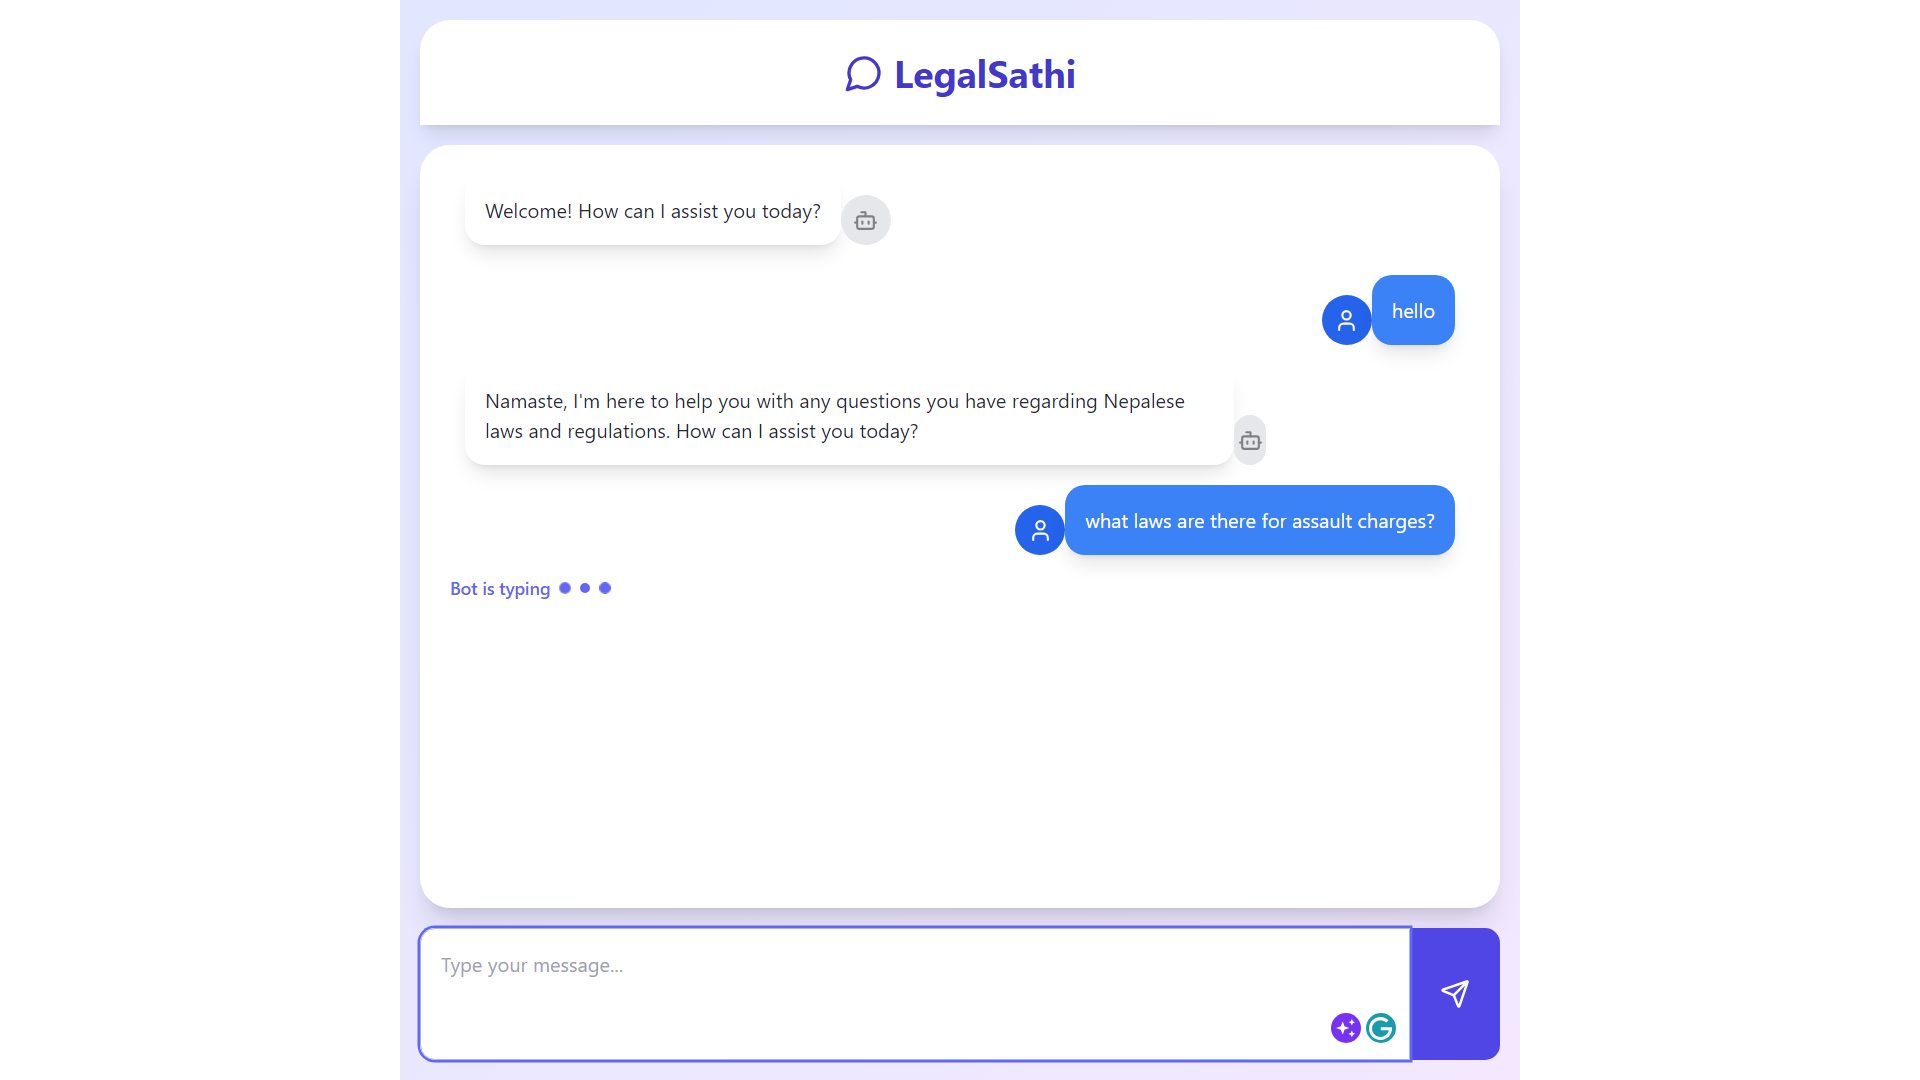 LegalSathi
Welcome! How can I assist you today?
hello
Namaste, I'm here to help you with any questions you have regarding Nepalese
laws and regulations. How can I assist you today?
what laws are there for assault charges?
Bot is typing
Type your message...